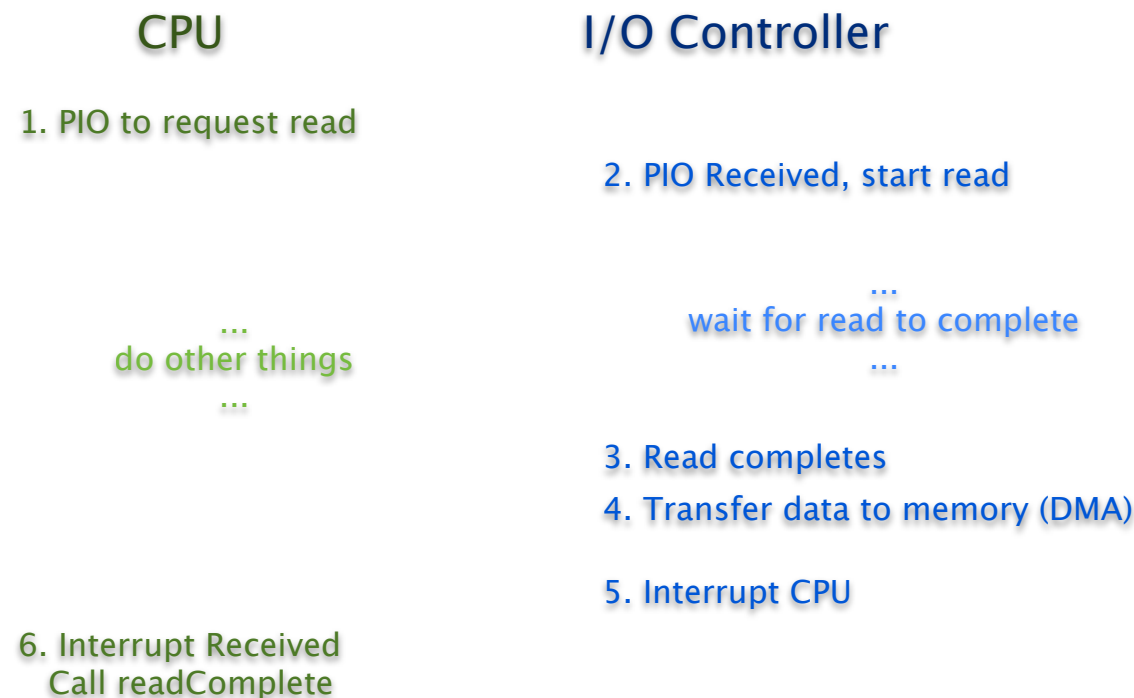 CPU
I/O Controller
1. PIO to request read
2. PIO Received, start read
...
wait for read to complete
...
...
do other things
...
3. Read completes
4. Transfer data to memory (DMA)
5. Interrupt CPU
6. Interrupt Received
Call readComplete